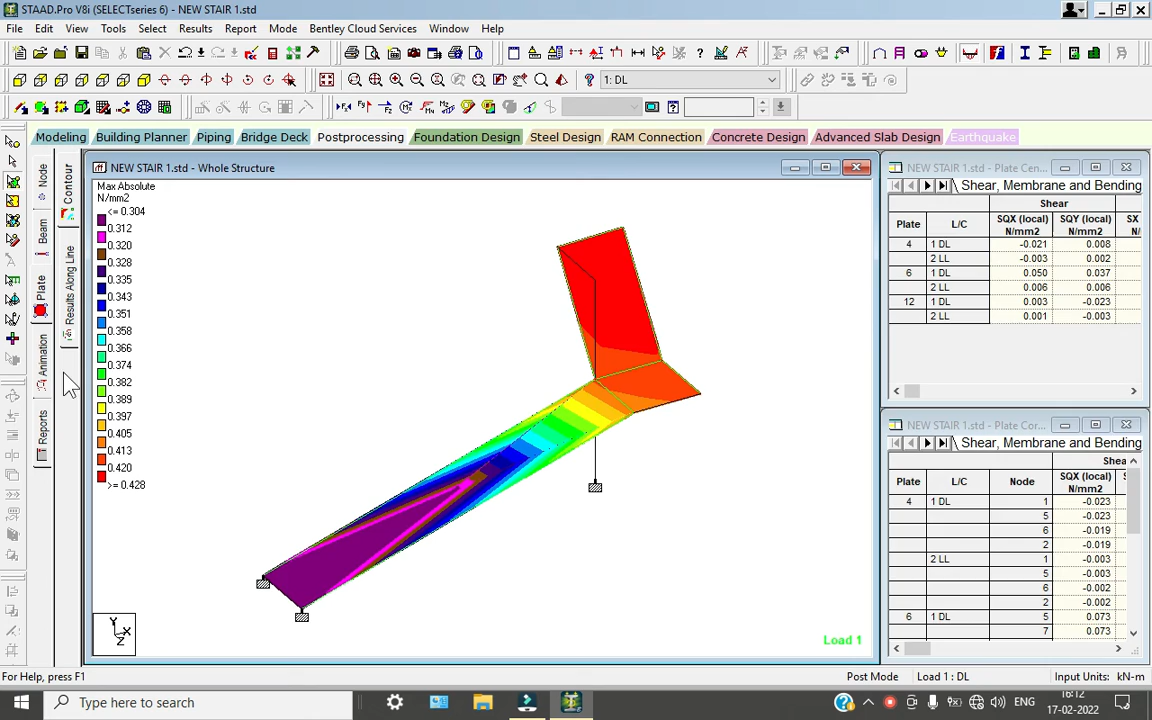 STAAD.Pro V8i (SELECTseries 6) - NEW STAIR 1.std
File Edit View Tools Select Results Report Mode Bentley Cloud Services Window Help
1: DL
Modeling Building Planner Piping Bridge Deck Postprocessing Foundation Design Steel Design RAM Connection Concrete Design Advanced Slab Design Earthquake
Node
Beam
Plate
Animation
Reports
Contour
Results Along Line
NEW STAIR 1.std - Whole Structure
Max Absolute
N/mm2
<= 0.304
0.312
0.320
0.328
0.335
0.343
0.351
0.358
0.366
0.374
0.382
0.389
0.397
0.405
0.413
0.420
>= 0.428
Y
X
Z
Load 1
NEW STAIR 1.std - Plate Cen
Shear, Membrane and Bending
Shear
Plate L/C SQX (local) N/mm2 SQY (local) N/mm2 SX
4 1 DL -0.021 0.008
2 LL -0.003 0.002
6 1 DL 0.050 0.037
2 LL 0.006 0.006
12 1 DL 0.003 -0.023
2 LL 0.001 -0.003
NEW STAIR 1.std - Plate Cor
Shear, Membrane and Bending
Shea
Plate L/C Node SQX (local) N/mm2
4 1 DL 1 -0.023
5 -0.023
6 -0.019
2 -0.019
2 LL 1 -0.003
5 -0.003
6 -0.002
2 -0.002
6 1 DL 5 0.073
7 0.073
For Help, press F1
Post Mode Load 1 : DL Input Units: kN-m
Type here to search
ENG
16:12
17-02-2022